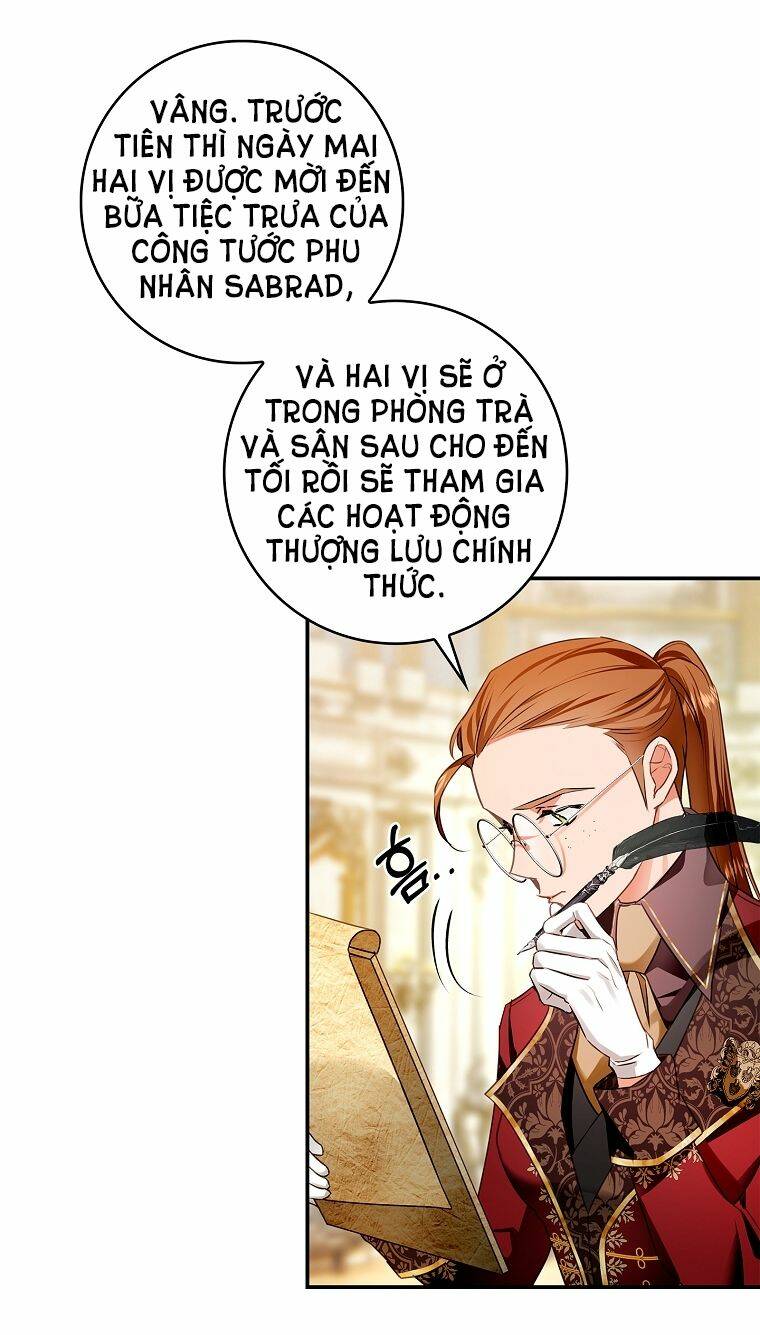 VÂNG. TRƯỚC
TIÊN THÌ NGÀY MAI
HAI VỊ ĐƯỢC MỜI ĐẾN
BỮA TIỆC TRƯA CỦA
CÔNG TƯỚC PHU
NHÂN SABRAD,
VÀ HAI VỊ SẼ Ở
TRONG PHÒNG TRÀ
VÀ SÂN SAU CHO ĐẾN
TỐI RỒI SẼ THAM GIA
CÁC HOẠT ĐỘNG
THƯỢNG LƯU CHÍNH
THỨC.
흠..